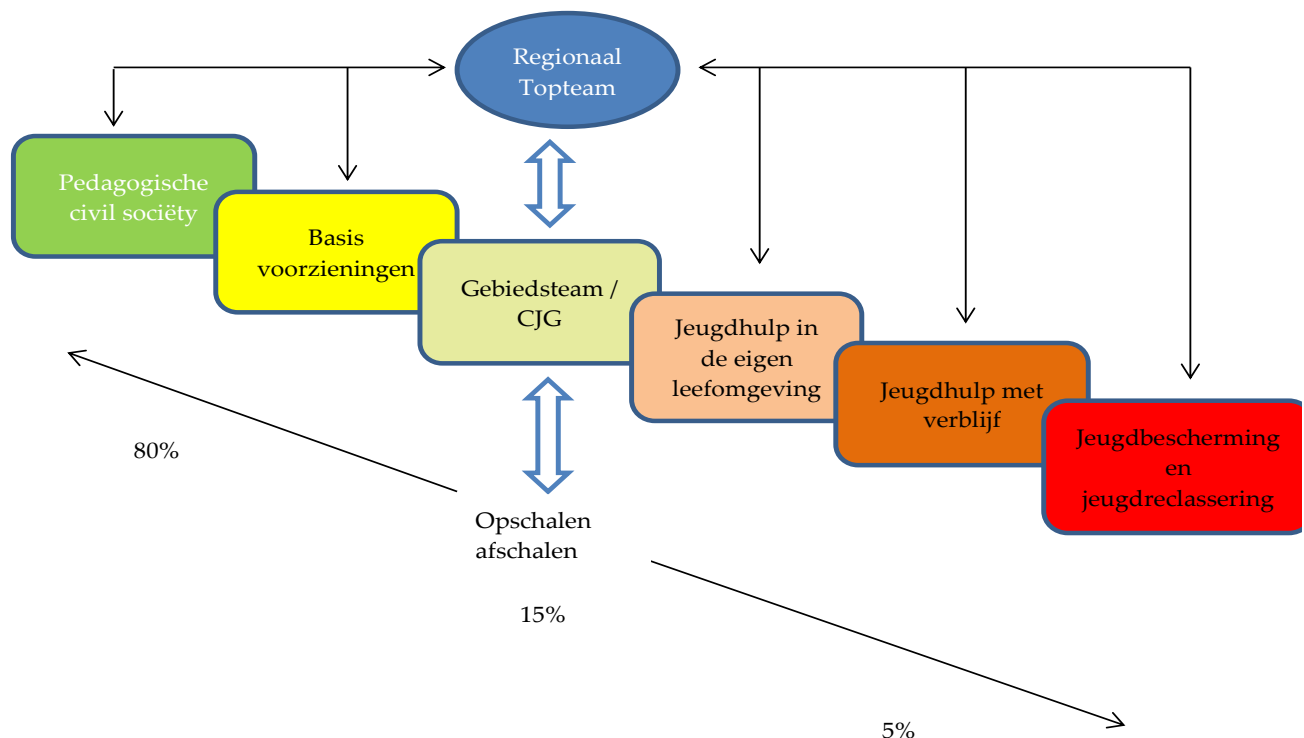 Regionaal
Topteam
Pedagogische
civil sociëty
Basis
voorzieningen
Gebiedsteam /
CJG
Jeugdhulp in
de eigen
leefomgeving
Jeugdhulp met
verblijf
Jeugdbescherming
en
jeugdreclassering
80%
Opschalen
afschalen
15%
5%